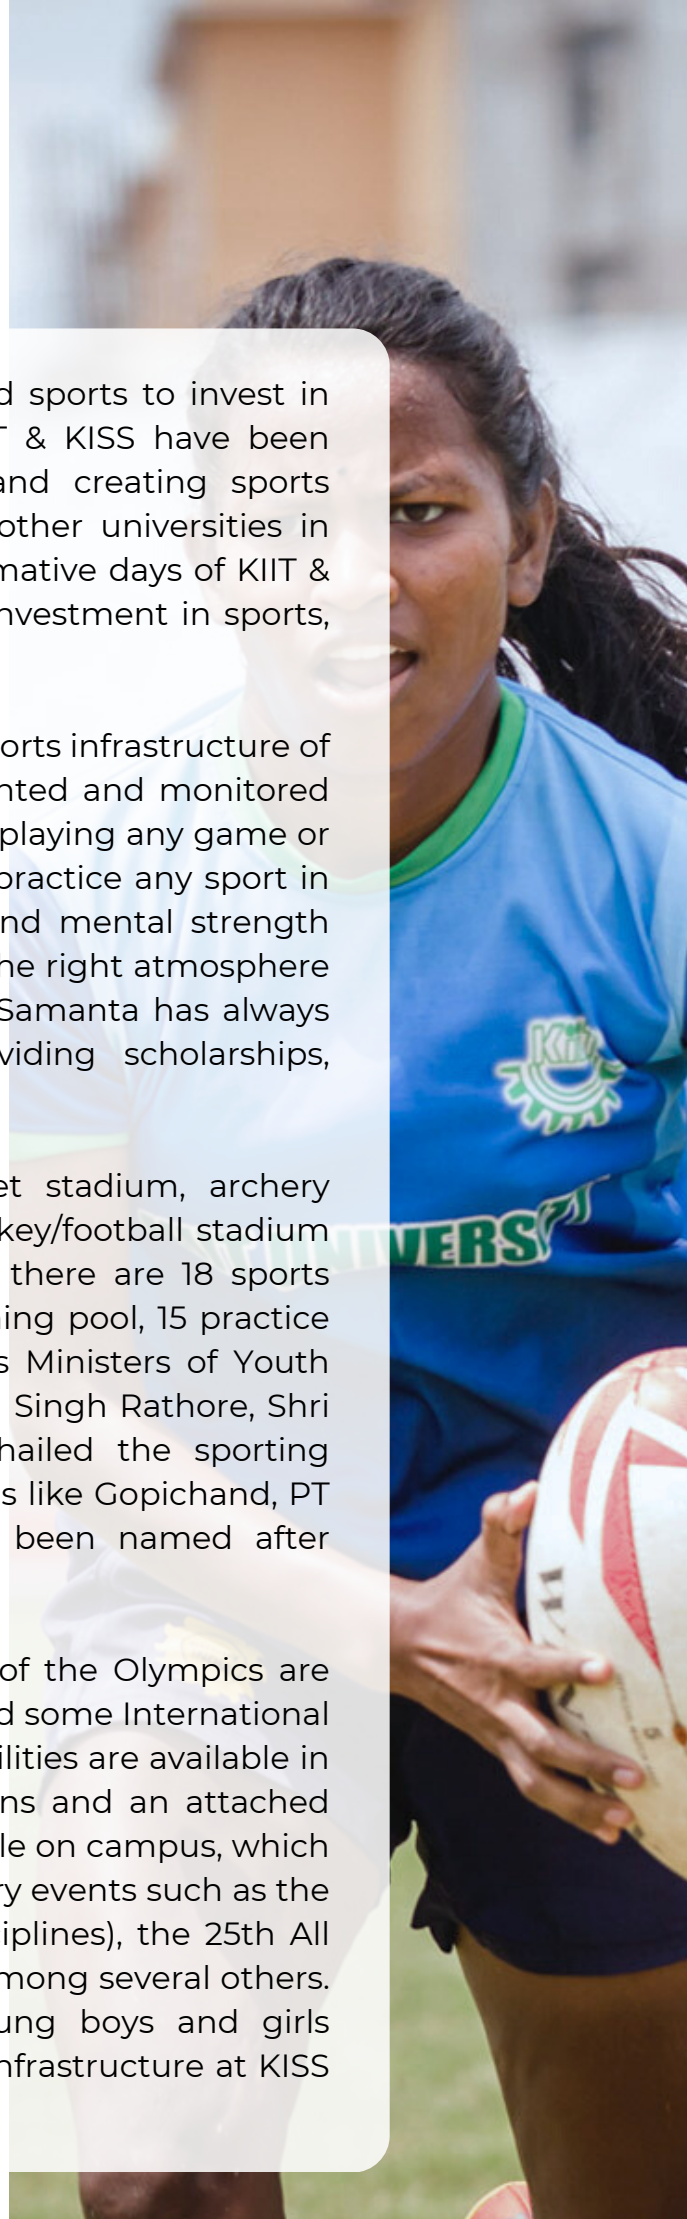 d sports to invest in
T & KISS have been
and creating sports
other universities in
mative days of KIIT &
nvestment in sports,
orts infrastructure of
nted and monitored
playing any game or
practice any sport in
nd mental strength
he right atmosphere
Samanta has always
viding scholarships,
et stadium, archery
key/football stadium
there are 18 sports
ing pool, 15 practice
s Ministers of Youth
Singh Rathore, Shri
hailed the sporting
s like Gopichand, PT
been named after
of the Olympics are
d some International
ilities are available in
ns and an attached
le on campus, which
ry events such as the
iplines), the 25th All
mong several others.
ung boys and girls
nfrastructure at KISS
KiiT
UNIVERSITY